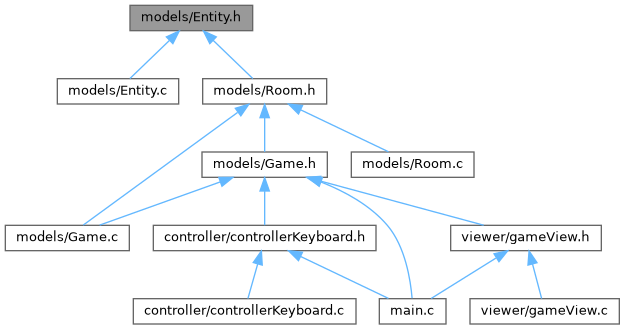 models/Entity.h
models/Entity.c
models/Room.h
models/Game.h
models/Room.c
models/Game.c
controller/controllerKeyboard.h
viewer/gameView.h
controller/controllerKeyboard.c
main.c
viewer/gameView.c